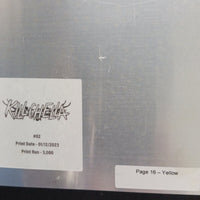 KILLCHELLA
#02
Print Date - 01/12/2023
Print Run - 3,000
Page 16 – Yellow